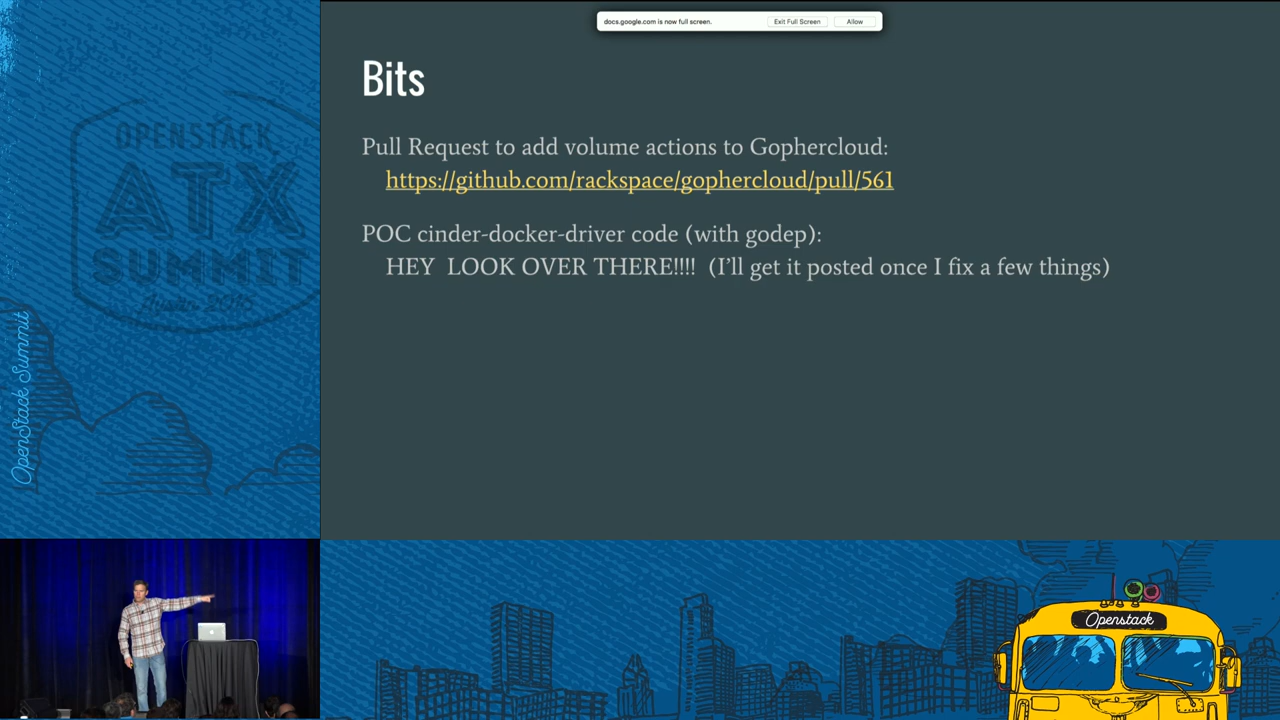 docs.google.com is now full screen.
Exit Full Screen
Allow
Bits
Pull Request to add volume actions to Gophercloud:
https://github.com/rackspace/gophercloud/pull/561
POC cinder-docker-driver code (with godep):
HEY LOOK OVER THERE!!!! (I'll get it posted once I fix a few things)
OPENSTACK
ATX
SUMMIT
Austin 2016
OpenStack Summit
Openstack